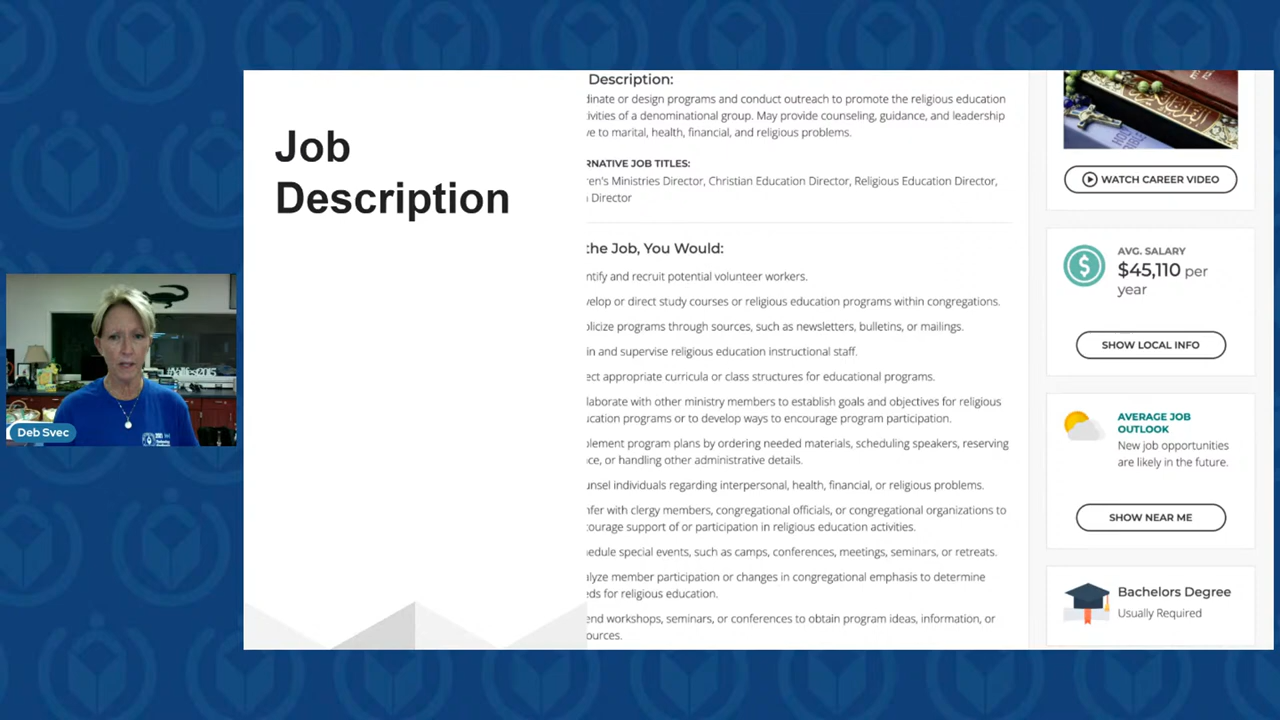 Job
Description
Description:
dinate or design programs and conduct outreach to promote the religious education
ivities of a denominational group. May provide counseling, guidance, and leadership
ve to marital, health, financial, and religious problems.
RNATIVE JOB TITLES:
ren's Ministries Director, Christian Education Director, Religious Education Director,
Director
the Job, You Would:
ntify and recruit potential volunteer workers.
velop or direct study courses or religious education programs within congregations.
blicize programs through sources, such as newsletters, bulletins, or mailings.
in and supervise religious education instructional staff.
ect appropriate curricula or class structures for educational programs.
laborate with other ministry members to establish goals and objectives for religious
ucation programs or to develop ways to encourage program participation.
plement program plans by ordering needed materials, scheduling speakers, reserving
ce, or handling other administrative details.
unsel individuals regarding interpersonal, health, financial, or religious problems.
nfer with clergy members, congregational officials, or congregational organizations to
courage support of or participation in religious education activities.
hedule special events, such as camps, conferences, meetings, seminars, or retreats.
alyze member participation or changes in congregational emphasis to determine
eds for religious education.
end workshops, seminars, or conferences to obtain program ideas, information, or
ources.
WATCH CAREER VIDEO
AVG. SALARY
$45,110 per
year
SHOW LOCAL INFO
AVERAGE JOB
OUTLOOK
New job opportunities
are likely in the future.
SHOW NEAR ME
Bachelors Degree
Usually Required
Deb Svec